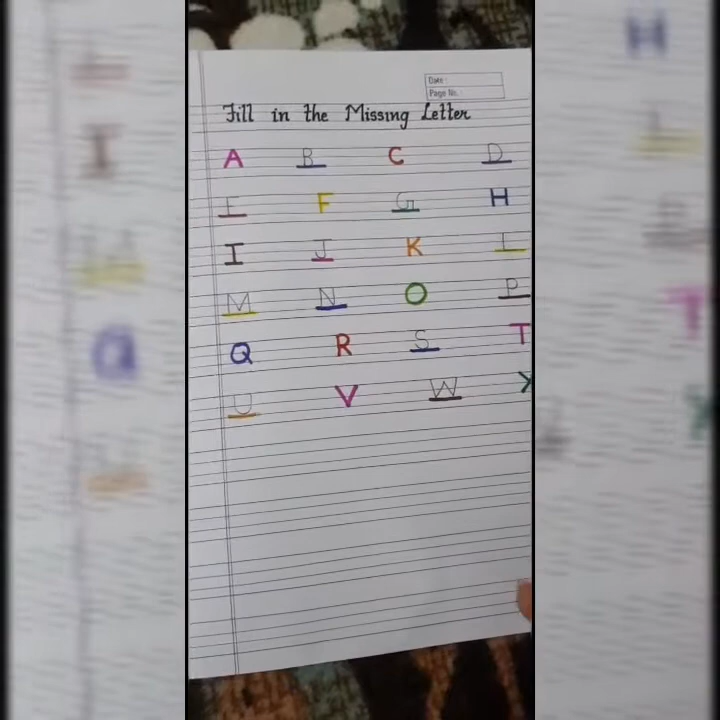 Date :
Page No. :
Fill in the Missing Letter
A B C D
E F G H
I J K L
M N O P
Q R S T
U V W X